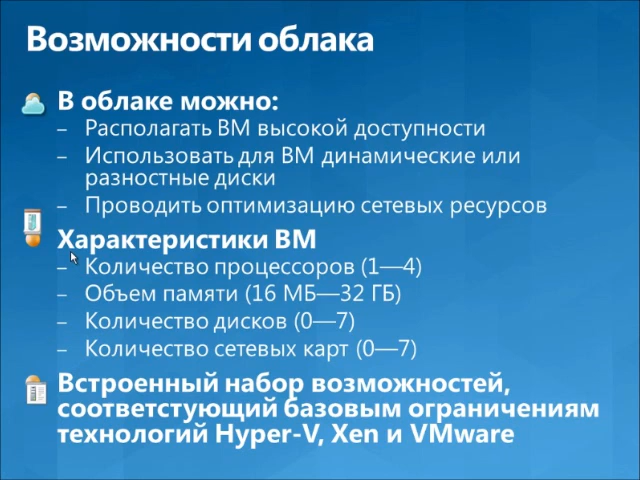 Возможности облака
В облаке можно:
– Располагать ВМ высокой доступности
– Использовать для ВМ динамические или
разностные диски
– Проводить оптимизацию сетевых ресурсов
Характеристики ВМ
– Количество процессоров (1—4)
– Объем памяти (16 МБ—32 ГБ)
– Количество дисков (0—7)
– Количество сетевых карт (0—7)
Встроенный набор возможностей,
соответстующий базовым ограничениям
технологий Hyper-V, Xen и VMware